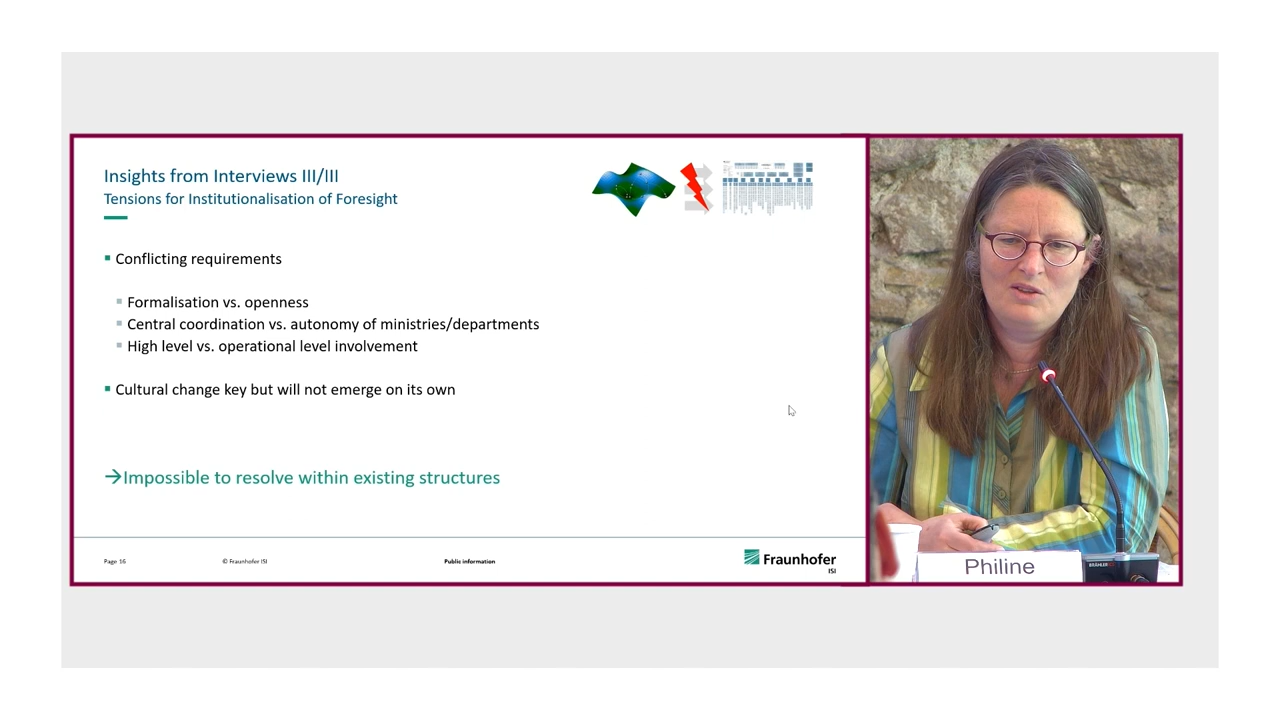 Insights from Interviews III/III
Tensions for Institutionalisation of Foresight
Conflicting requirements
Formalisation vs. openness
Central coordination vs. autonomy of ministries/departments
High level vs. operational level involvement
Cultural change key but will not emerge on its own
→Impossible to resolve within existing structures
Page 16
© Fraunhofer ISI
Public information
Fraunhofer
ISI
Philine
BRÄHLER